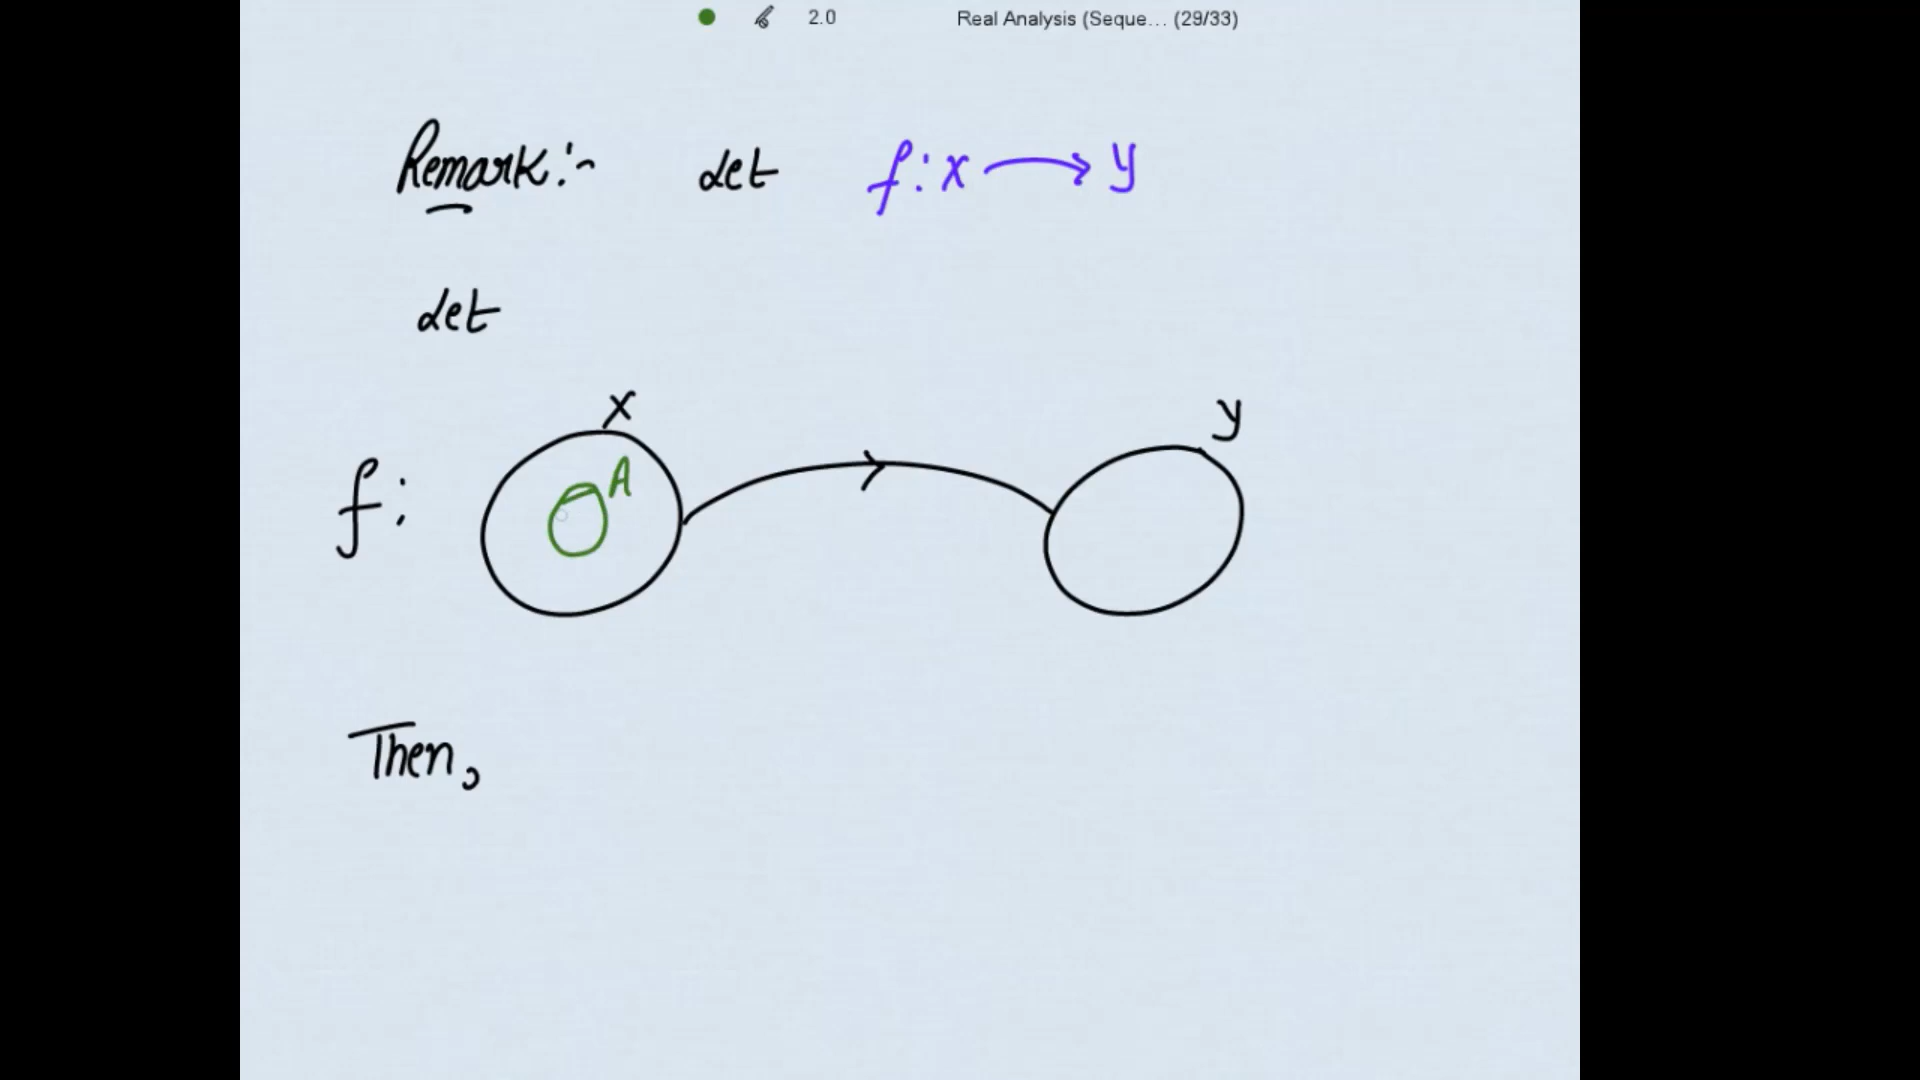 2.0 Real Analysis (Seque... (29/33)
Remark:- Let f: x → y
Let
x y
f: A
Then,